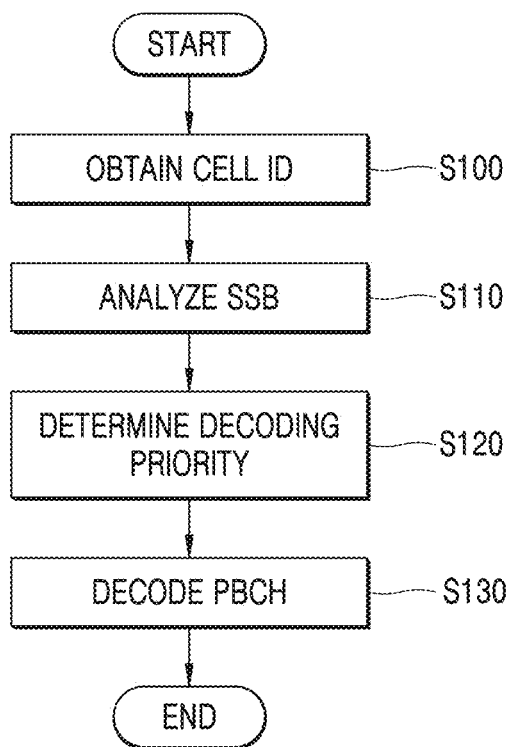 START
OBTAIN CELL ID
S100
ANALYZE SSB
S110
DETERMINE DECODING
PRIORITY
S120
DECODE PBCH
S130
END